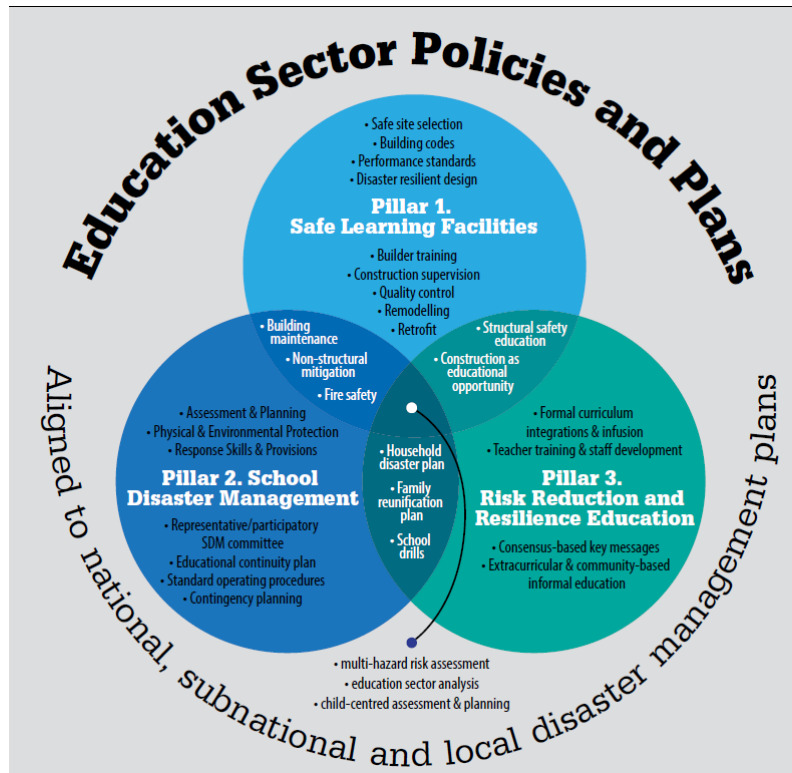 Education Sector Policies and Plans
• Safe site selection
• Building codes
• Performance standards
• Disaster resilient design
Pillar 1.
Safe Learning Facilities
• Builder training
• Construction supervision
• Quality control
• Remodelling
• Retrofit
• Building
maintenance
• Non-structural
mitigation
• Fire safety
• Structural safety
education
• Construction as
educational
opportunity
• Assessment & Planning
• Physical & Environmental Protection
• Response Skills & Provisions
Pillar 2. School
Disaster Management
• Representative/participatory
SDM committee
• Educational continuity plan
• Standard operating procedures
• Contingency planning
• Household
disaster plan
• Family
reunification
plan
• School
drills
• Formal curriculum
integrations & infusion
• Teacher training & staff development
Pillar 3.
Risk Reduction and
Resilience Education
• Consensus-based key messages
• Extracurricular & community-based
informal education
• multi-hazard risk assessment
• education sector analysis
• child-centred assessment & planning
Aligned to national, subnational and local disaster management plans